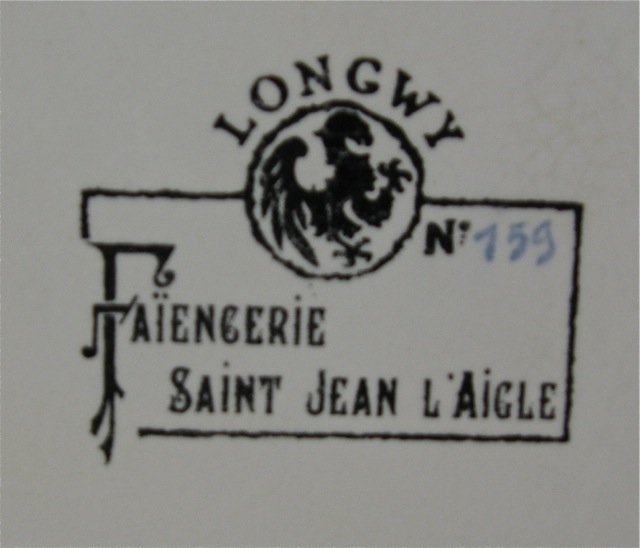 LONGWY
N° 159
FAÏENCERIE
SAINT JEAN L'AIGLE